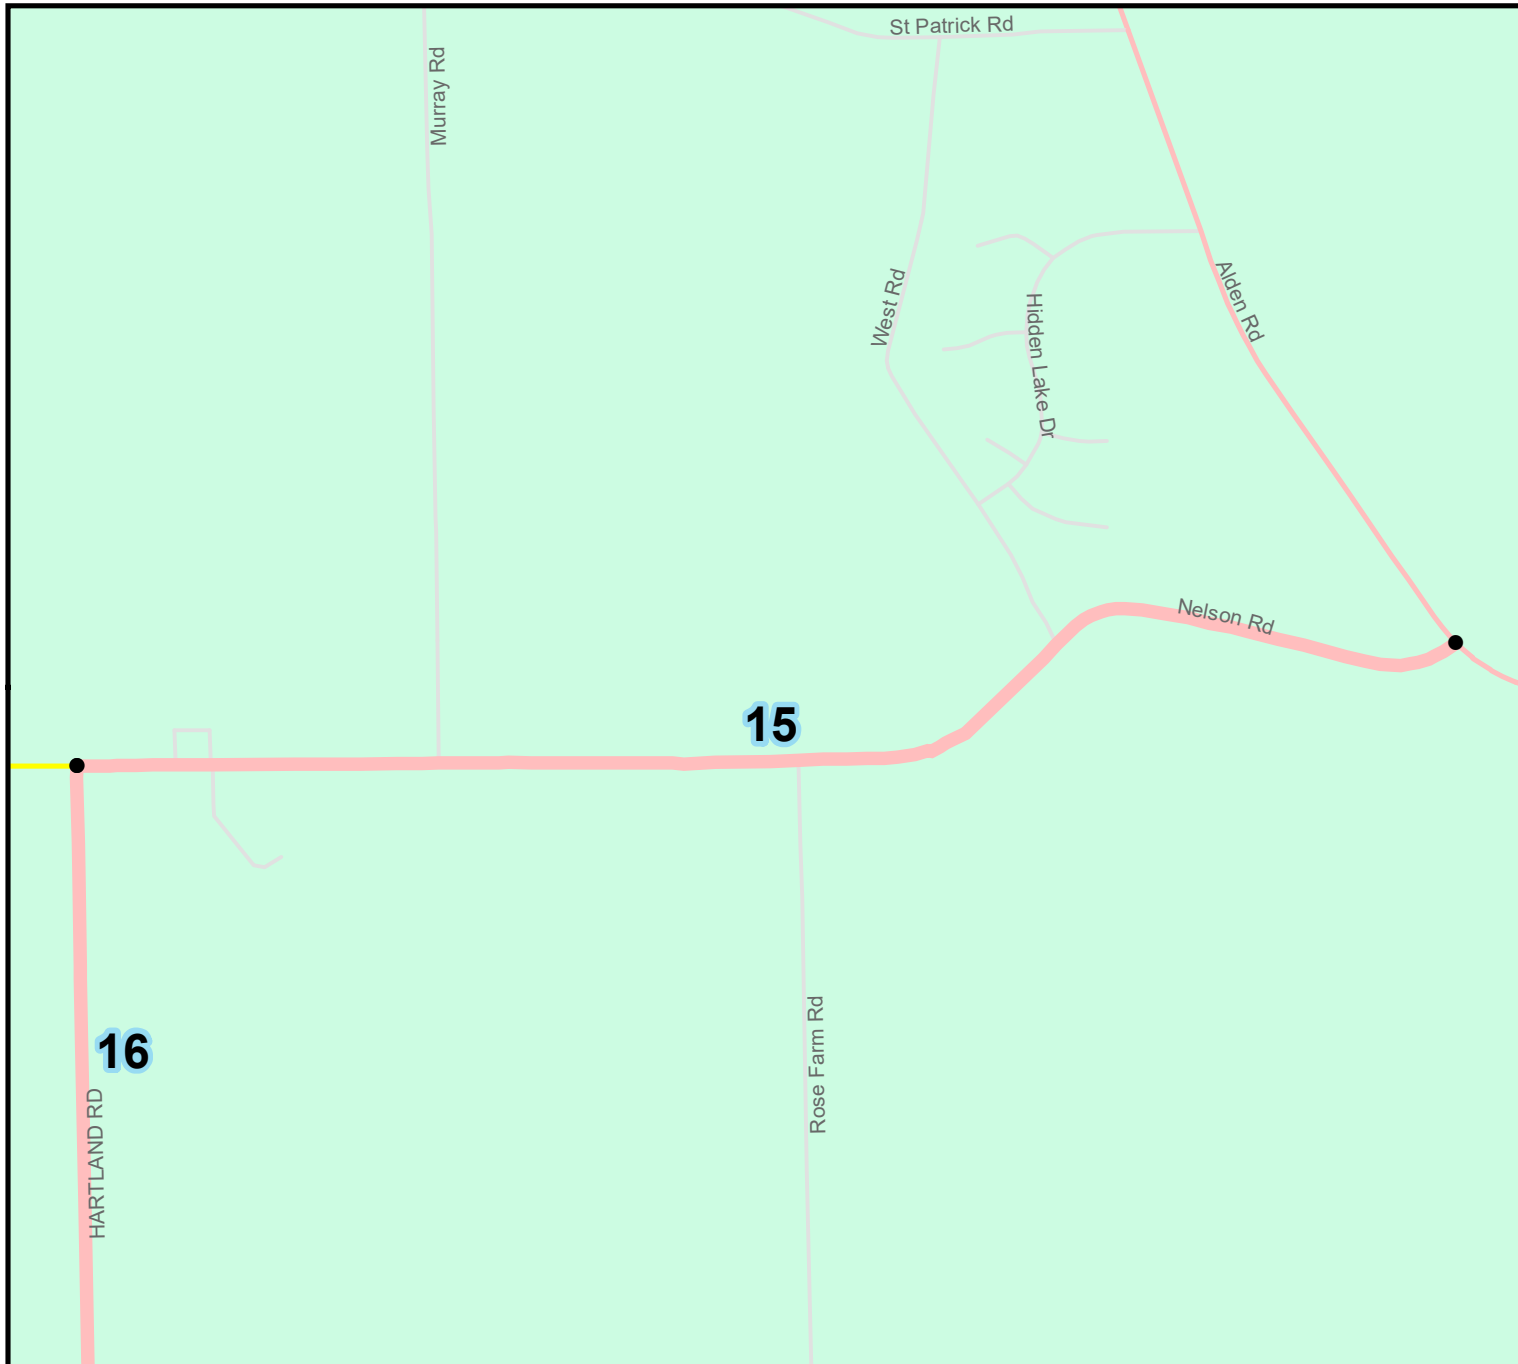 St Patrick Rd
Murray Rd
West Rd
Hidden Lake Dr
Alden Rd
Nelson Rd
15
16
HARTLAND RD
Rose Farm Rd